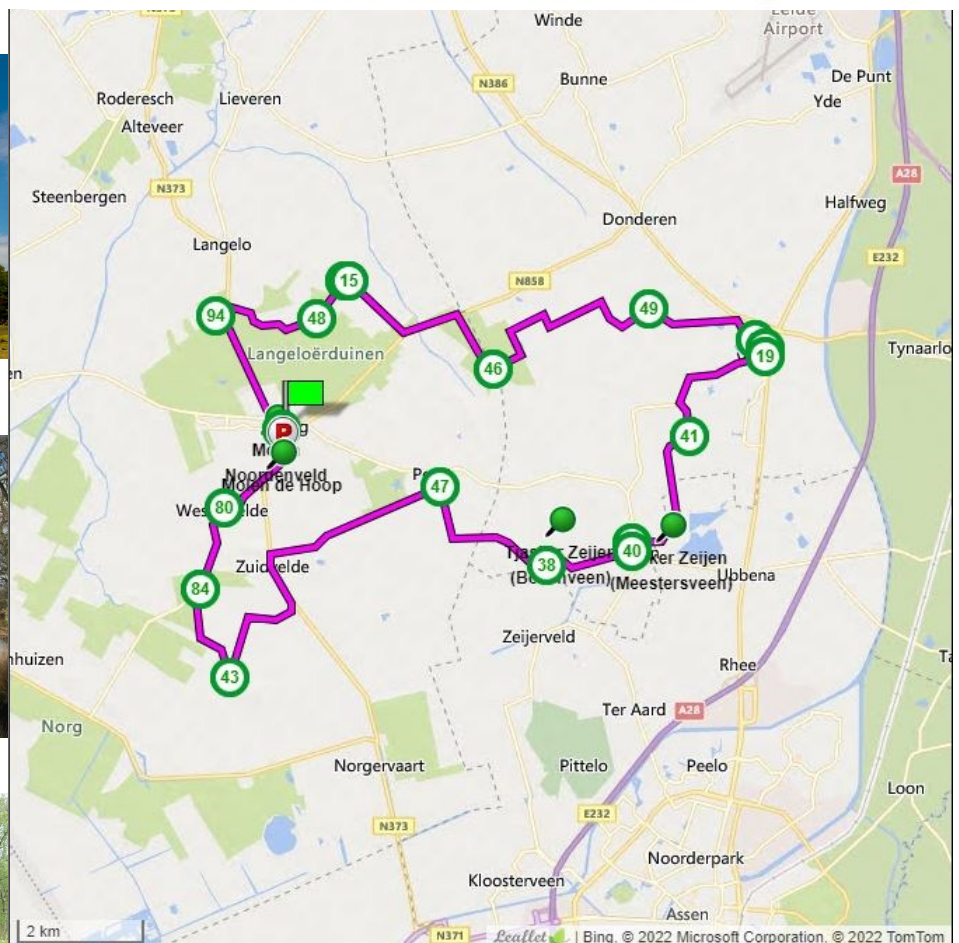 Winde
Airport
De Punt
Bunne
N386
Roderesch
Lieveren
Yde
Alteveer
A28
N373
Steenbergen
Halfweg
Donderen
Langelo
E232
15
N858
49
94
48
Langeloërduinen
Tynaarlo
19
46
41
P
Noordenveld
Molen de Hoop
47
80
40
ker Zeijen
38
(Meestersveen)
Ubbena
84
Zeijerveld
Rhee
43
Ter Aard
A28
Norg
Norgervaart
Pittelo
Peelo
Loon
E232
N373
Noorderpark
Kloosterveen
Assen
2 km
N371
Leaflet | Bing, © 2022 Microsoft Corporation, © 2022 TomTom